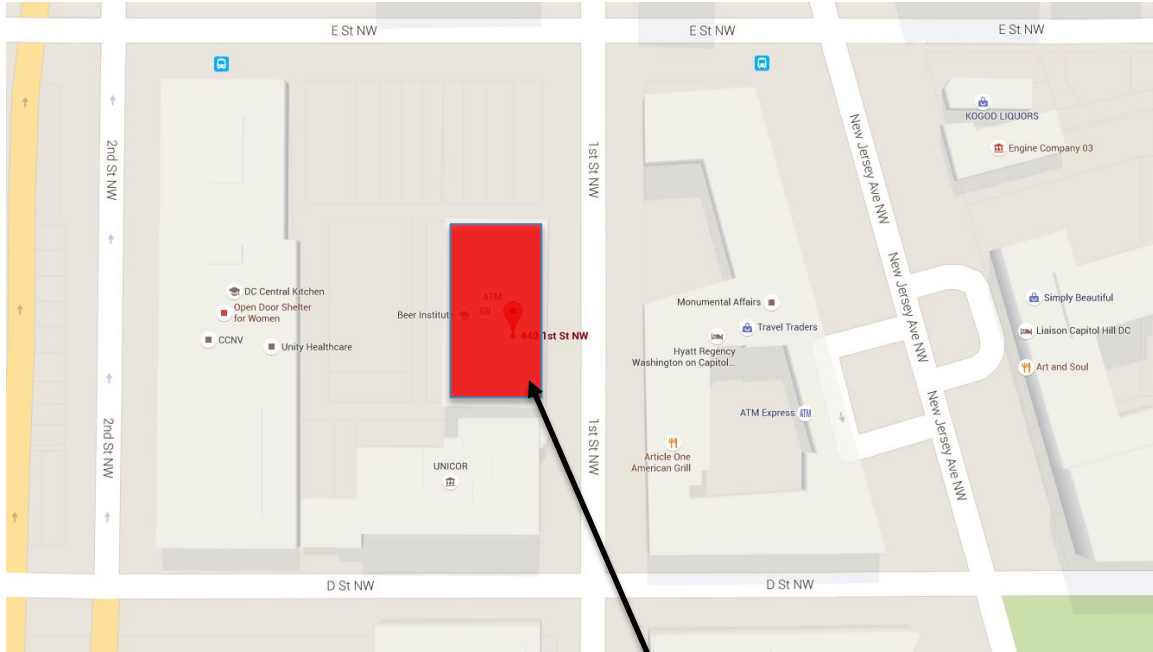 E St NW
E St NW
E St NW
2nd St NW
1st St NW
New Jersey Ave NW
KOGOD LIQUORS
Engine Company 03
New Jersey Ave NW
DC Central Kitchen
Open Door Shelter
for Women
CCNV
Unity Healthcare
ATM
Beer Institute
ATM
440 1st St NW
Monumental Affairs
Travel Traders
Hyatt Regency
Washington on Capitol...
Simply Beautiful
Liaison Capitol Hill DC
Art and Soul
ATM Express
ATM
2nd St NW
1st St NW
New Jersey Ave NW
Article One
American Grill
UNICOR
D St NW
D St NW